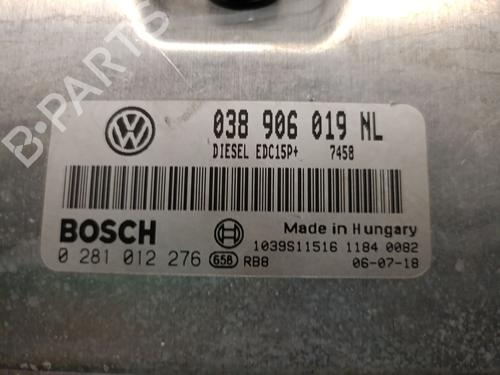 B-PARTS
038 906 019 NL
DIESEL EDC15P+ 7458
BOSCH
Made in Hungary
1039S11516 1184 0082
0 281 012 276 658 RB8 06-07-18